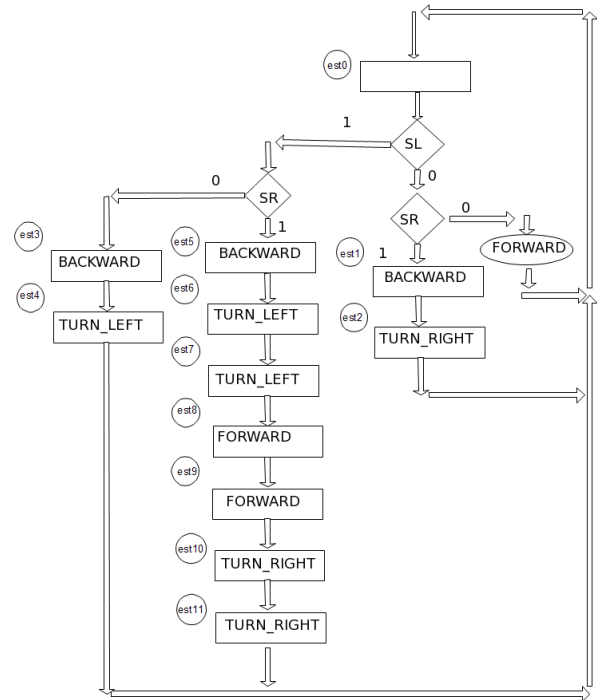 est0
1
SL
0
0
SR
1
SR
0
1
FORWARD
est3
BACKWARD
est4
TURN_LEFT
est5
BACKWARD
est6
TURN_LEFT
est7
TURN_LEFT
est8
FORWARD
est9
FORWARD
est10
TURN_RIGHT
est11
TURN_RIGHT
est1
BACKWARD
est2
TURN_RIGHT